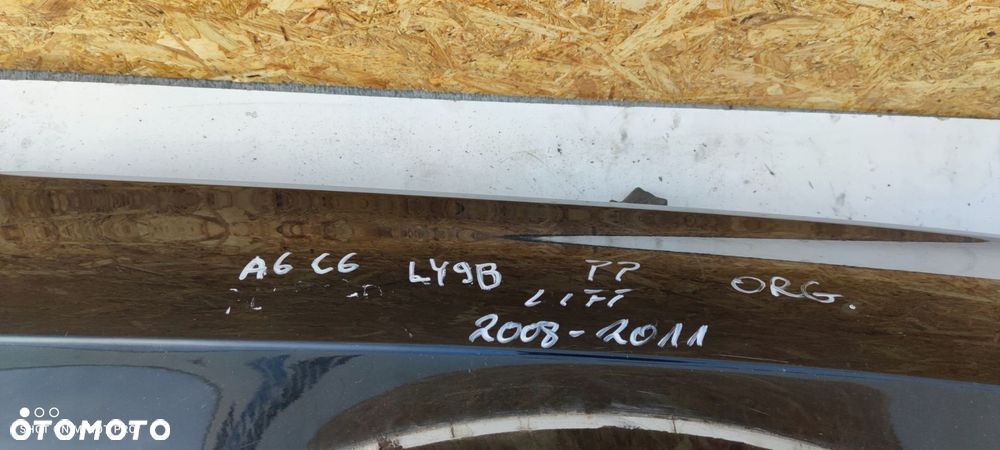 A6 C6 LY9B PP ORG.
LIFT
2008-2011
OTOMOTO